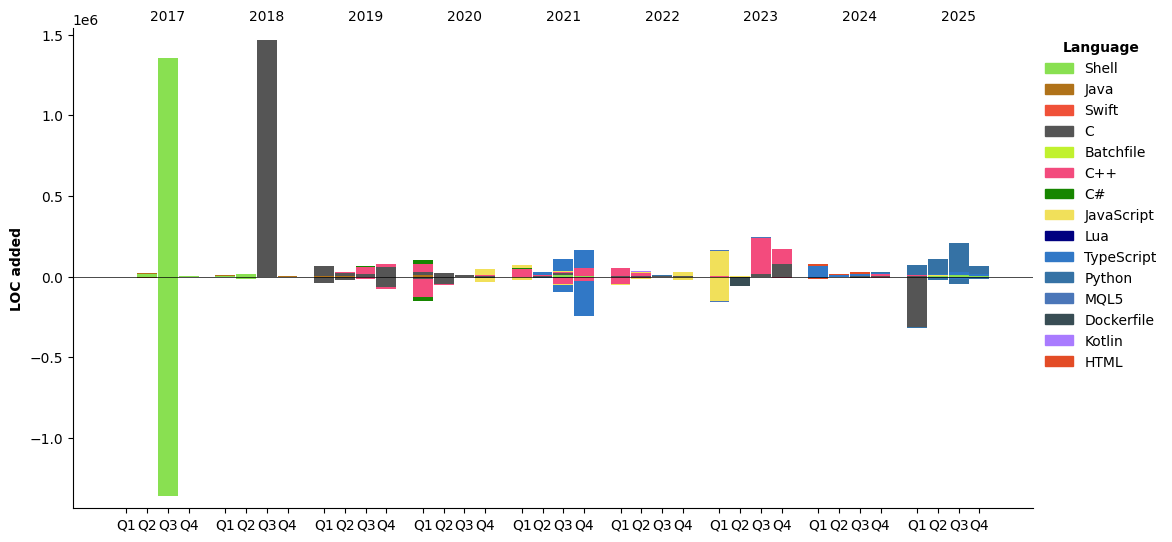 1e6
2017 2018 2019 2020 2021 2022 2023 2024 2025
1.5
1.0
0.5
0.0
−0.5
−1.0
LOC added
Q1 Q2 Q3 Q4 Q1 Q2 Q3 Q4 Q1 Q2 Q3 Q4 Q1 Q2 Q3 Q4 Q1 Q2 Q3 Q4 Q1 Q2 Q3 Q4 Q1 Q2 Q3 Q4 Q1 Q2 Q3 Q4 Q1 Q2 Q3 Q4
Language
Shell
Java
Swift
C
Batchfile
C++
C#
JavaScript
Lua
TypeScript
Python
MQL5
Dockerfile
Kotlin
HTML